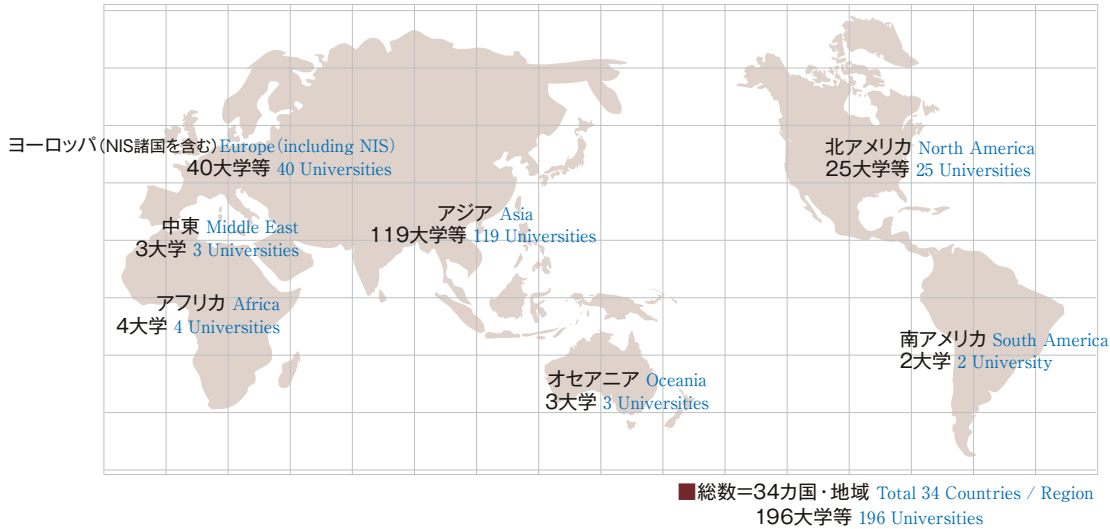 ヨーロッパ(NIS諸国を含む) Europe(including NIS)
40大学等 40 Universities
北アメリカ North America
25大学等 25 Universities
アジア Asia
119大学等 119 Universities
中東 Middle East
3大学 3 Universities
アフリカ Africa
4大学 4 Universities
南アメリカ South America
2大学 2 University
オセアニア Oceania
3大学 3 Universities
■総数=34カ国・地域 Total 34 Countries / Region
196大学等 196 Universities